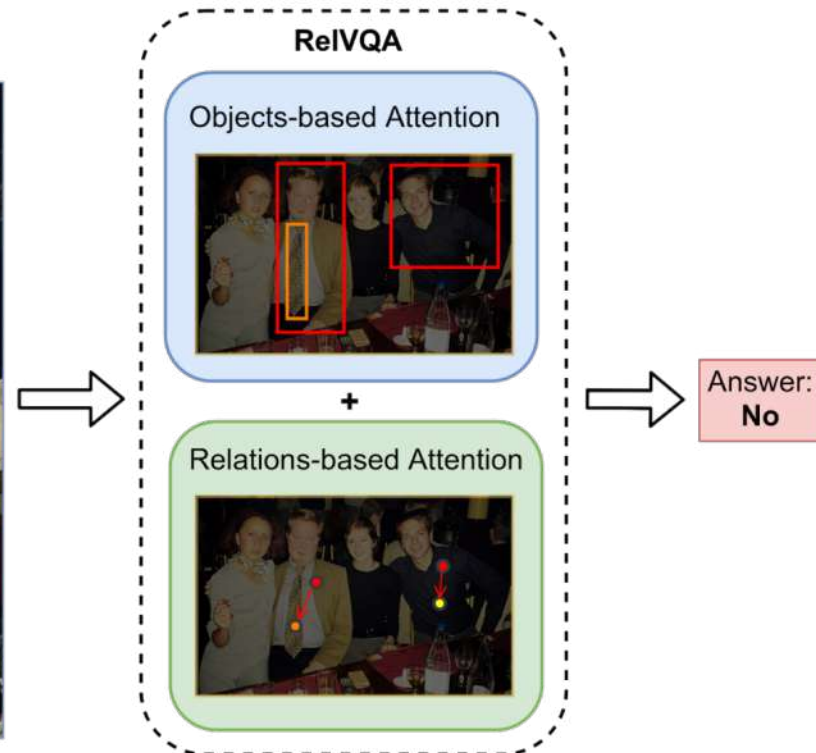 RelVQA
Objects-based Attention
+
Relations-based Attention
Answer:
No